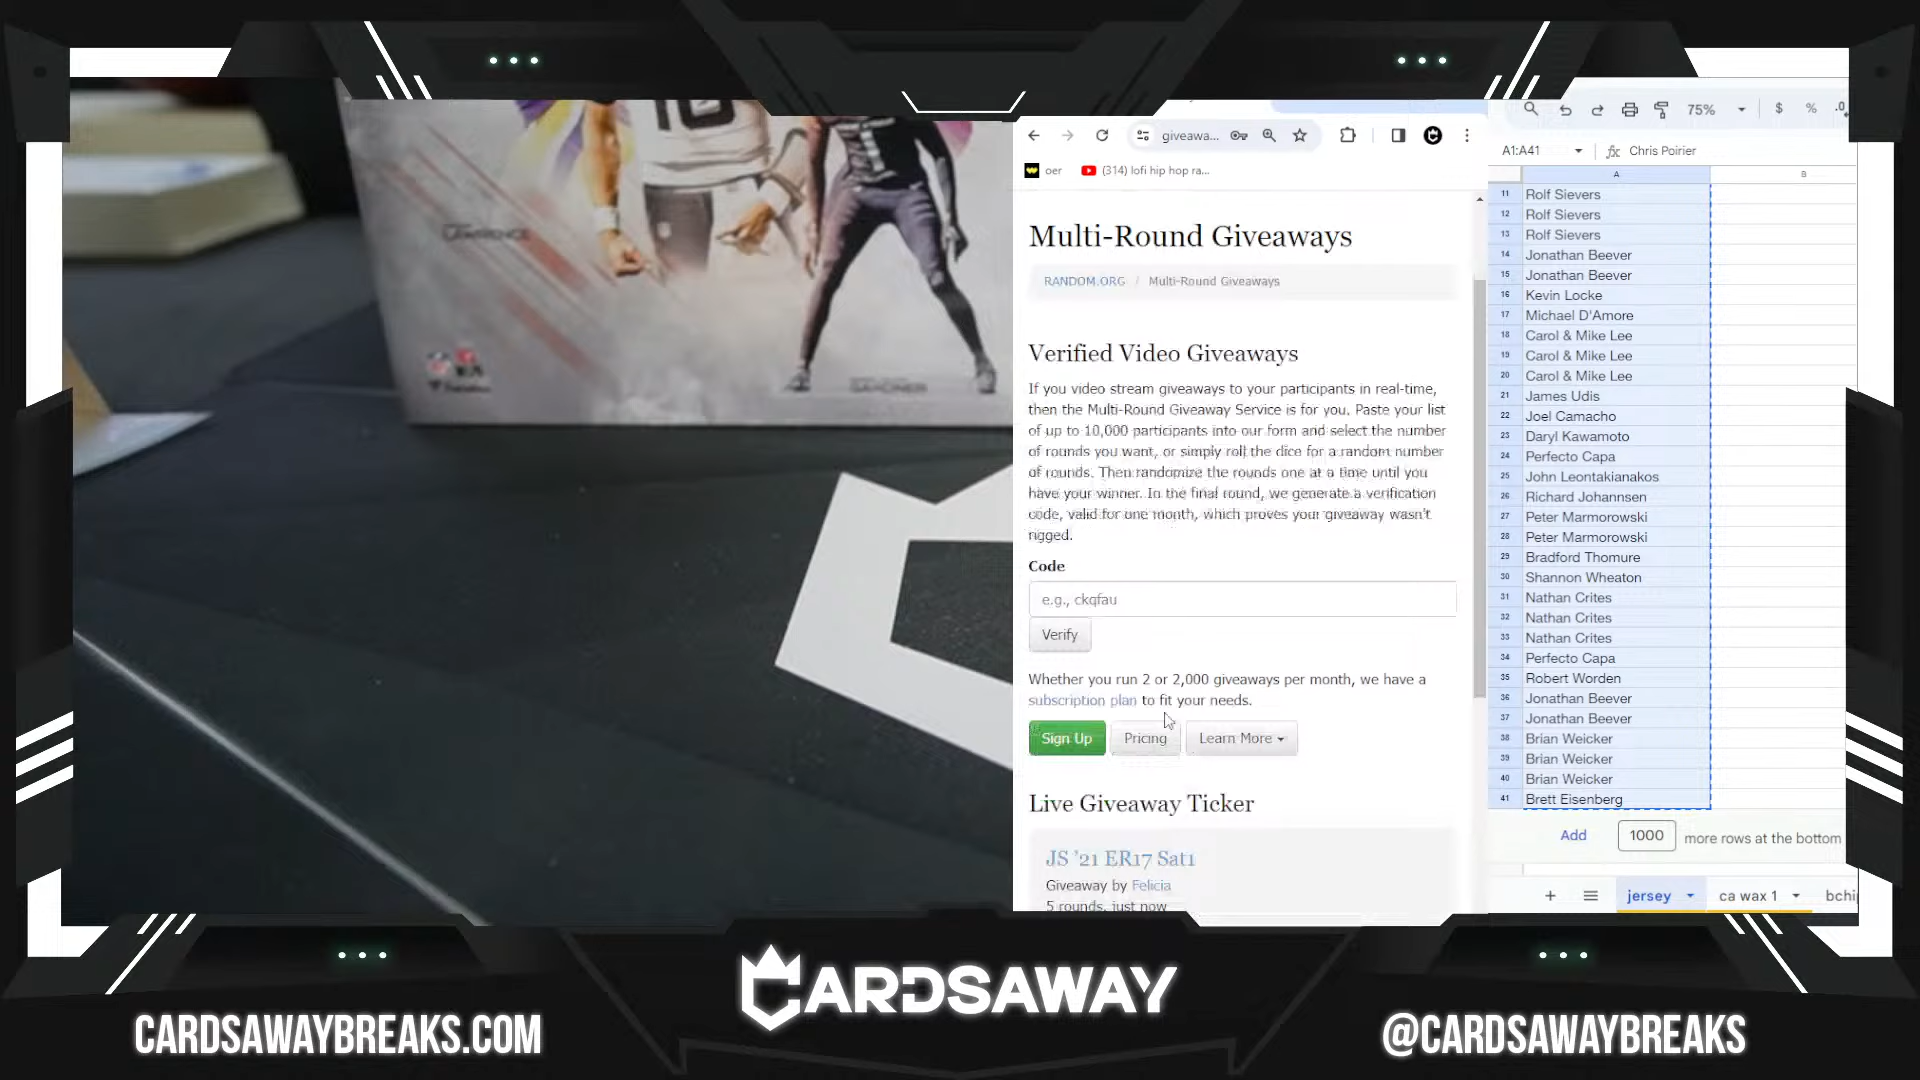 75%
$
%
.0
A1:A41
fx
Chris Poirier
giveawa...
oer
(314) lofi hip hop ra...
A
B
11 Rolf Sievers
12 Rolf Sievers
13 Rolf Sievers
14 Jonathan Beever
15 Jonathan Beever
16 Kevin Locke
17 Michael D'Amore
18 Carol & Mike Lee
19 Carol & Mike Lee
20 Carol & Mike Lee
21 James Udis
22 Joel Camacho
23 Daryl Kawamoto
24 Perfecto Capa
25 John Leontakianakos
26 Richard Johannsen
27 Peter Marmorowski
28 Peter Marmorowski
29 Bradford Thomure
30 Shannon Wheaton
31 Nathan Crites
32 Nathan Crites
33 Nathan Crites
34 Perfecto Capa
35 Robert Worden
36 Jonathan Beever
37 Jonathan Beever
38 Brian Weicker
39 Brian Weicker
40 Brian Weicker
41 Brett Eisenberg
Add 1000 more rows at the bottom
+ jersey ca wax 1 bchi
Multi-Round Giveaways
RANDOM.ORG / Multi-Round Giveaways
Verified Video Giveaways
If you video stream giveaways to your participants in real-time,
then the Multi-Round Giveaway Service is for you. Paste your list
of up to 10,000 participants into our form and select the number
of rounds you want, or simply roll the dice for a random number
of rounds. Then randomize the rounds one at a time until you
have your winner. In the final round, we generate a verification
code, valid for one month, which proves your giveaway wasn't
rigged.
Code
e.g., ckqfau
Verify
Whether you run 2 or 2,000 giveaways per month, we have a
subscription plan to fit your needs.
Sign Up Pricing Learn More
Live Giveaway Ticker
JS '21 ER17 Sat1
Giveaway by Felicia
5 rounds, just now
LAWRENCE
GARDNER
CARDSAWAY
CARDSAWAYBREAKS.COM
@CARDSAWAYBREAKS